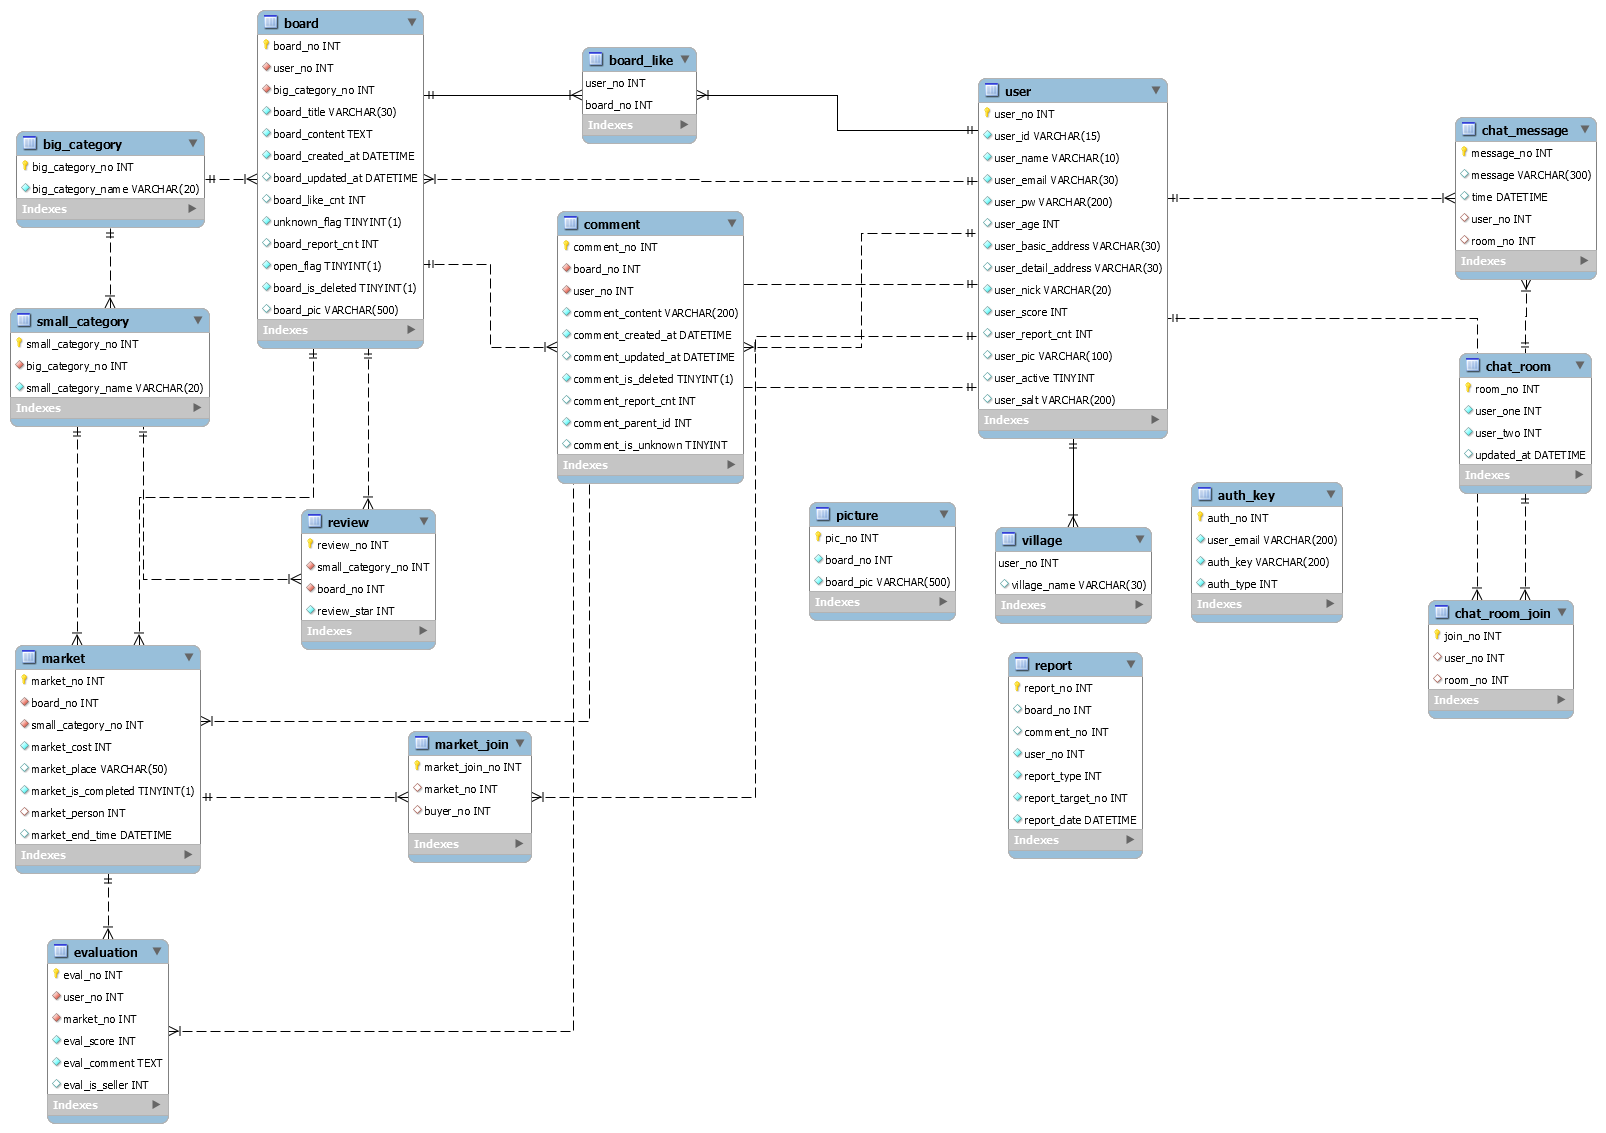 board
board_no INT
user_no INT
big_category_no INT
board_title VARCHAR(30)
board_content TEXT
board_created_at DATETIME
board_updated_at DATETIME
board_like_cnt INT
unknown_flag TINYINT(1)
board_report_cnt INT
open_flag TINYINT(1)
board_is_deleted TINYINT(1)
board_pic VARCHAR(500)
Indexes
board_like
user_no INT
board_no INT
Indexes
user
user_no INT
user_id VARCHAR(15)
user_name VARCHAR(10)
user_email VARCHAR(30)
user_pw VARCHAR(200)
user_age INT
user_basic_address VARCHAR(30)
user_detail_address VARCHAR(30)
user_nick VARCHAR(20)
user_score INT
user_report_cnt INT
user_pic VARCHAR(100)
user_active TINYINT
user_salt VARCHAR(200)
Indexes
chat_message
message_no INT
message VARCHAR(300)
time DATETIME
user_no INT
room_no INT
Indexes
big_category
big_category_no INT
big_category_name VARCHAR(20)
Indexes
comment
comment_no INT
board_no INT
user_no INT
comment_content VARCHAR(200)
comment_created_at DATETIME
comment_updated_at DATETIME
comment_is_deleted TINYINT(1)
comment_report_cnt INT
comment_parent_id INT
comment_is_unknown TINYINT
Indexes
small_category
small_category_no INT
big_category_no INT
small_category_name VARCHAR(20)
Indexes
chat_room
room_no INT
user_one INT
user_two INT
updated_at DATETIME
Indexes
review
review_no INT
small_category_no INT
board_no INT
review_star INT
Indexes
picture
pic_no INT
board_no INT
board_pic VARCHAR(500)
Indexes
village
user_no INT
village_name VARCHAR(30)
Indexes
auth_key
auth_no INT
user_email VARCHAR(200)
auth_key VARCHAR(200)
auth_type INT
Indexes
chat_room_join
join_no INT
user_no INT
room_no INT
Indexes
market
market_no INT
board_no INT
small_category_no INT
market_cost INT
market_place VARCHAR(50)
market_is_completed TINYINT(1)
market_person INT
market_end_time DATETIME
Indexes
market_join
market_join_no INT
market_no INT
buyer_no INT
Indexes
report
report_no INT
board_no INT
comment_no INT
user_no INT
report_type INT
report_target_no INT
report_date DATETIME
Indexes
evaluation
eval_no INT
user_no INT
market_no INT
eval_score INT
eval_comment TEXT
eval_is_seller INT
Indexes